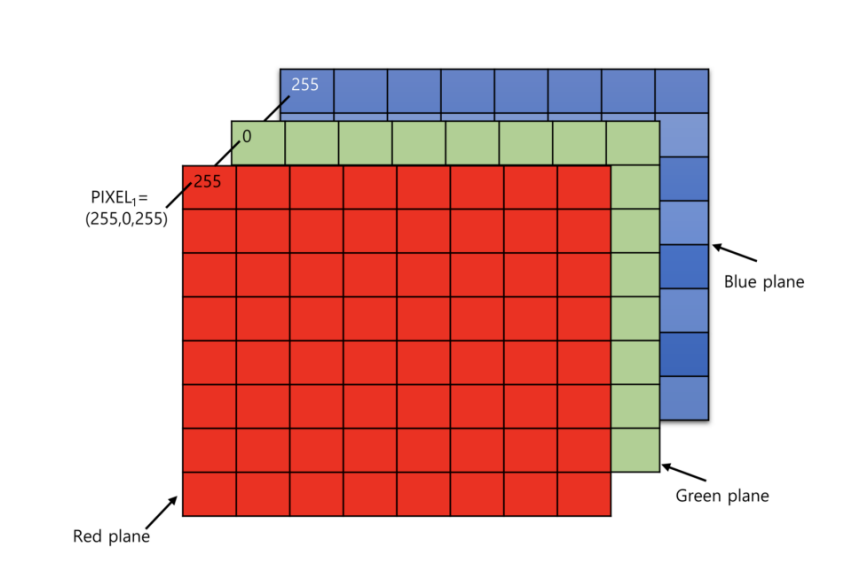 255
0
255
PIXEL₁=
(255,0,255)
Blue plane
Green plane
Red plane